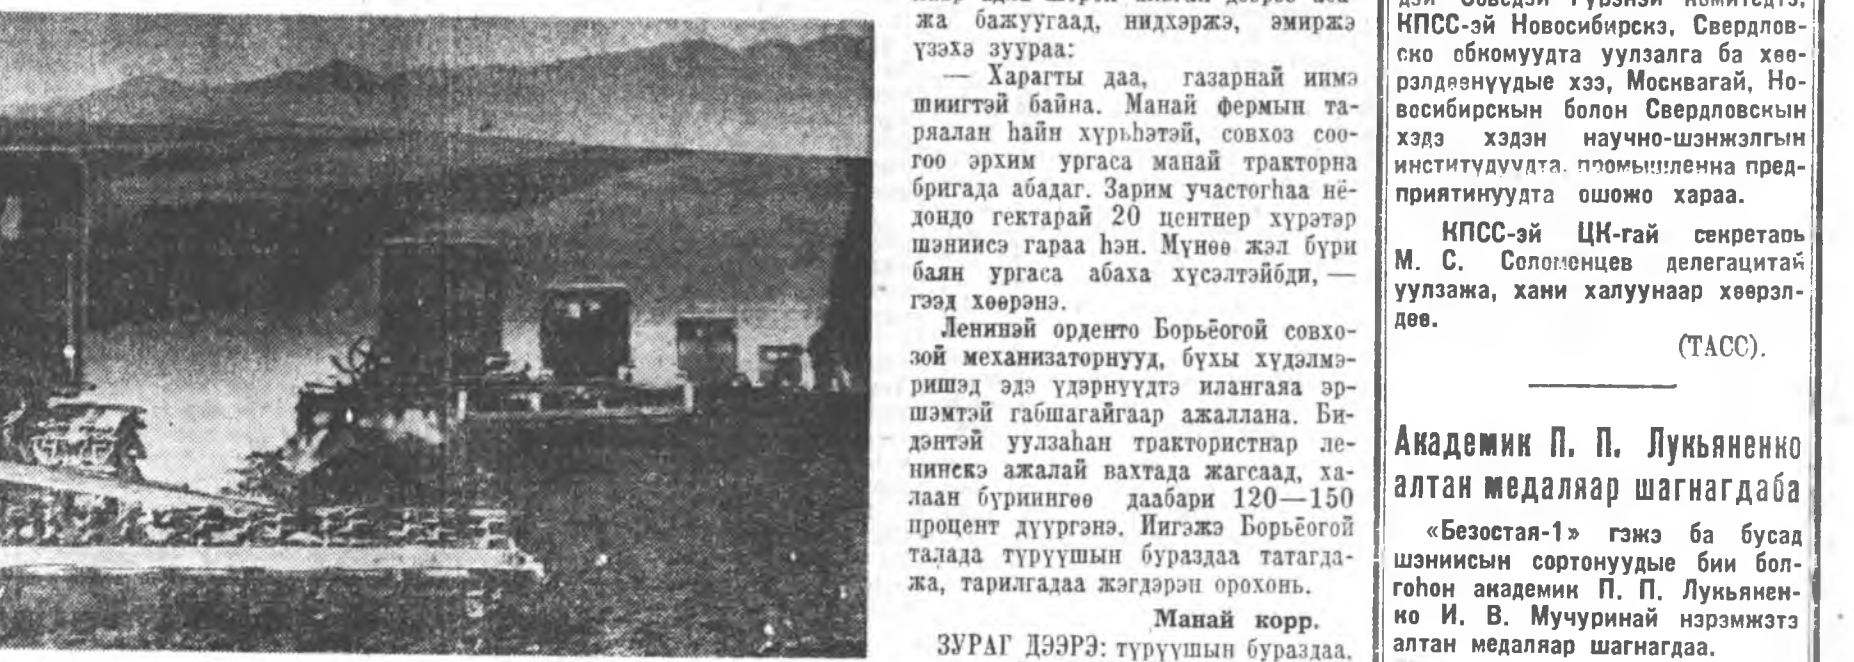 жа бажуугаад, нидхэржэ, эмиржэ
үзэхэ зуураа:
— Харагты даа, газарнай иимэ
шиигтэй байна. Манай фермын та-
ряалан һайн хүрьһэтэй, совхоз соо-
гоо эрхим ургаса манай тракторна
бригада абадаг. Зарим участогһаа нё-
дондо гектарай 20 центнер хүрэтэр
шэниисэ гараа һэн. Мүнөө жэл бүри
баян ургаса абаха хүсэлтэйбди, —
гээд хөөрэнэ.
Ленинэй орденто Борьёогой совхо-
зой механизаторнууд, бүхы хүдэлмэ-
ришэд эдэ үдэрнүүдтэ илангаяа эр-
шэмтэй габшагайгаар ажаллана. Би-
дэнтэй уулзаһан трактористнар ле-
нинскэ ажалай вахтада жагсаад, ха-
лаан бүриингөө даабари 120—150
процент дүүргэнэ. Иигэжэ Борьёогой
талада түрүүшын бураздаа татагда-
жа, тарилгадаа жэгдэрэн орохонь.
Манай корр.
ЗУРАГ ДЭЭРЭ: түрүүшын бураздаа.
КПСС-эй Новосибирскэ, Свердлов-
ско обкомуудта уулзалга ба хөө-
рэлдөөнүүдые хээ, Москвагай, Но-
восибирскын болон Свердловскын
хэдэ хэдэн научно-шэнжэлгын
институдуудта, промышленна пред-
приятинуудта ошожо хараа.
КПСС-эй ЦК-гай секретарь
М. С. Соломенцев делегацитай
уулзажа, хани халуунаар хөөрэл-
дөө.
(ТАСС).
Академик П. П. Лукьяненко
алтан медаляар шагнагдаба
«Безостая-1» гэжэ ба бусад
шэниисын сортонуудые бии бол-
гоһон академик П. П. Лукьянен-
ко И. В. Мучуринай нэрэмжэтэ
алтан медаляар шагнагдаа.